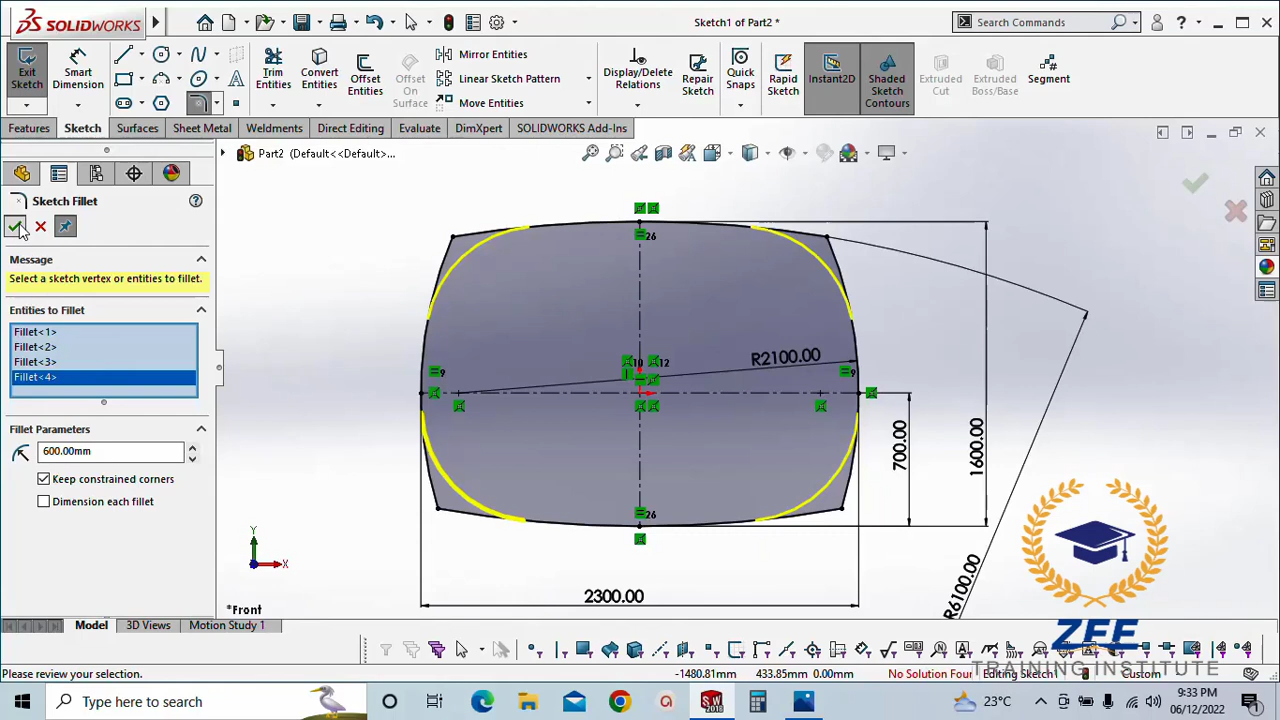 SOLIDWORKS
Sketch1 of Part2 *
Search Commands
Exit Sketch
Smart Dimension
Trim Entities
Convert Entities
Offset Entities
Offset On Surface
Mirror Entities
Linear Sketch Pattern
Move Entities
Display/Delete Relations
Repair Sketch
Quick Snaps
Rapid Sketch
Instant2D
Shaded Sketch Contours
Extruded Cut
Extruded Boss/Base
Segment
Features
Sketch
Surfaces
Sheet Metal
Weldments
Direct Editing
Evaluate
DimXpert
SOLIDWORKS Add-Ins
Part2 (Default<<Default>...
Sketch Fillet
Message
Select a sketch vertex or entities to fillet.
Entities to Fillet
Fillet<1>
Fillet<2>
Fillet<3>
Fillet<4>
Fillet Parameters
600.00mm
Keep constrained corners
Dimension each fillet
26
10
12
R2100.00
9
9
700.00
1600.00
26
2300.00
R6100.00
Y
X
*Front
Model
3D Views
Motion Study 1
ZEE
TRAINING INSTITUTE
Please review your selection.
-1480.81mm
433.85mm
0.00mm
No Solution Foun
Editing Sketch
Custom
Type here to search
23°C
9:33 PM
06/12/2022